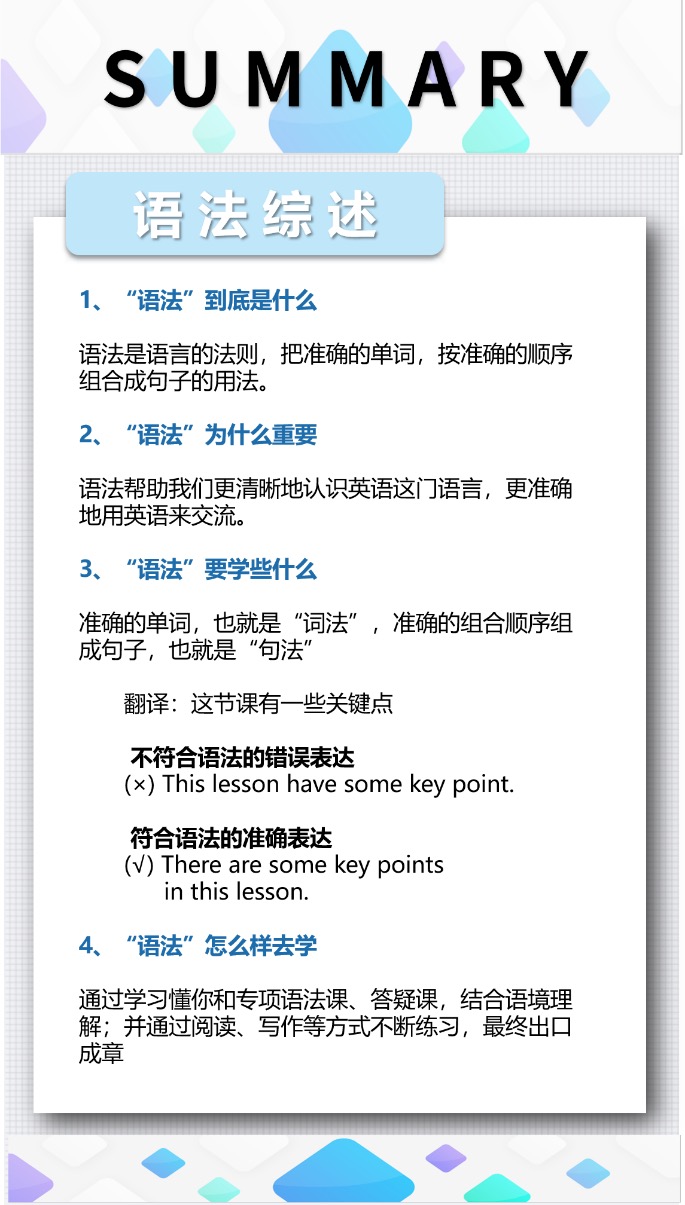 SUMMARY
语法综述
1、“语法”到底是什么
语法是语言的法则，把准确的单词，按准确的顺序
组合成句子的用法。
2、“语法”为什么重要
语法帮助我们更清晰地认识英语这门语言，更准确
地用英语来交流。
3、“语法”要学些什么
准确的单词，也就是“词法”，准确的组合顺序组
成句子，也就是“句法”
翻译：这节课有一些关键点
不符合语法的错误表达
(×) This lesson have some key point.
符合语法的准确表达
(√) There are some key points
in this lesson.
4、“语法”怎么样去学
通过学习懂你和专项语法课、答疑课，结合语境理
解；并通过阅读、写作等方式不断练习，最终出口
成章